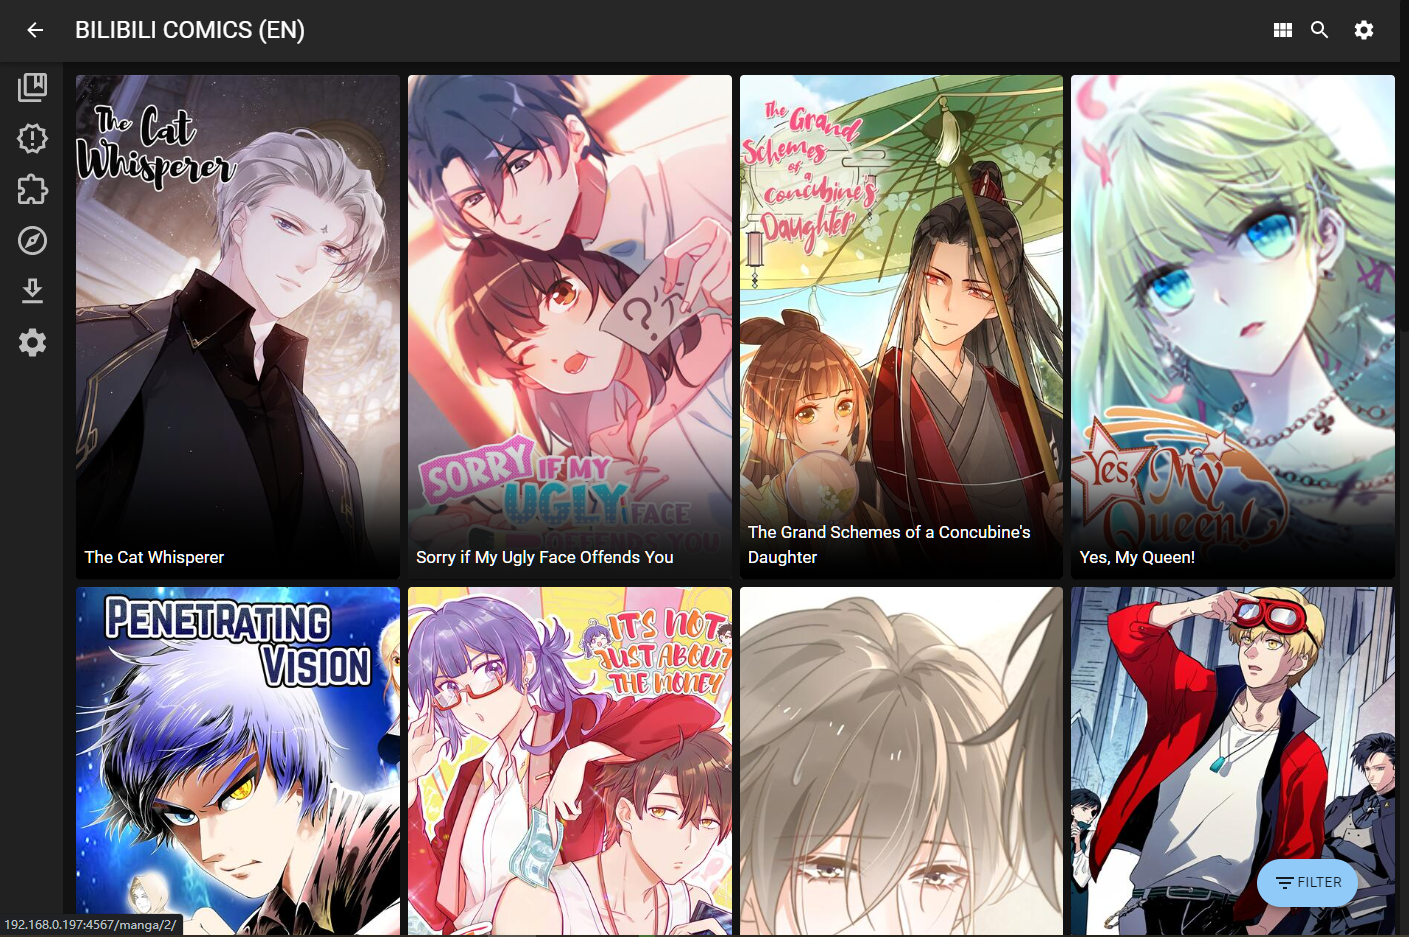 BILIBILI COMICS (EN)
The Cat
Whisperer
The Cat Whisperer
SORRY IF MY
UGLY FACE
OFFENDS YOU
Sorry if My Ugly Face Offends You
The Grand
Schemes
of a
Concubine's
Daughter
The Grand Schemes of a Concubine's
Daughter
Yes, My
Queen!
Yes, My Queen!
PENETRATING
VISION
IT'S NOT
JUST ABOUT
THE MONEY
FILTER
192.168.0.197:4567/manga/2/